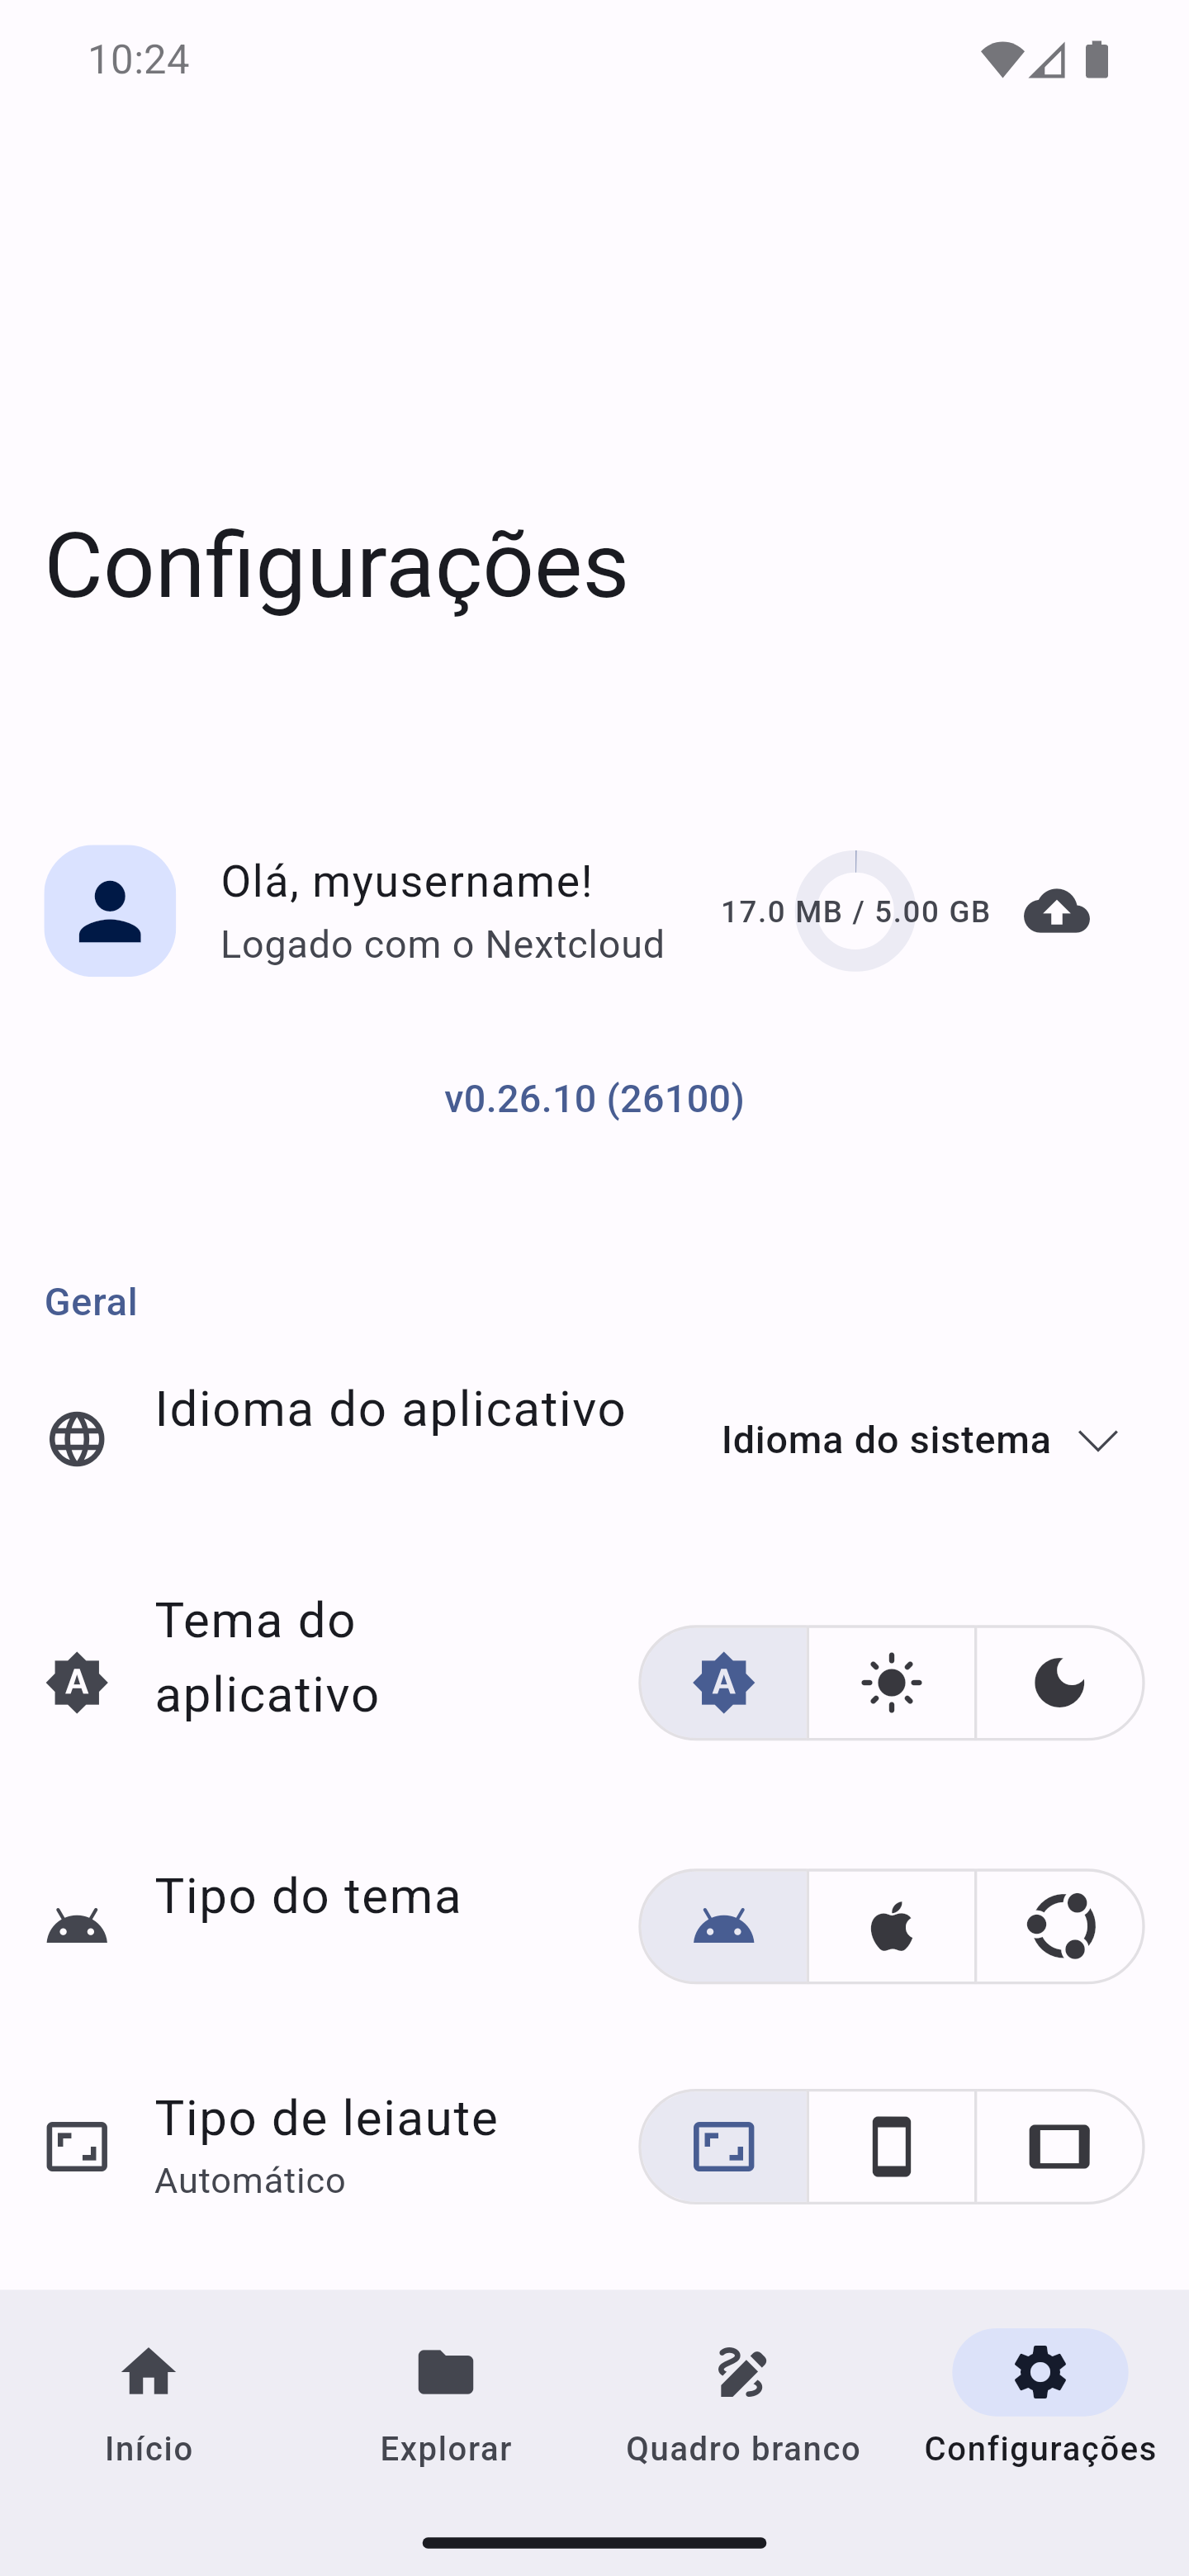 10:24
Configurações
Olá, myusername!
Logado com o Nextcloud
17.0 MB / 5.00 GB
v0.26.10 (26100)
Geral
Idioma do aplicativo
Idioma do sistema
Tema do
aplicativo
A
A
Tipo do tema
Tipo de leiaute
Automático
Início
Explorar
Quadro branco
Configurações